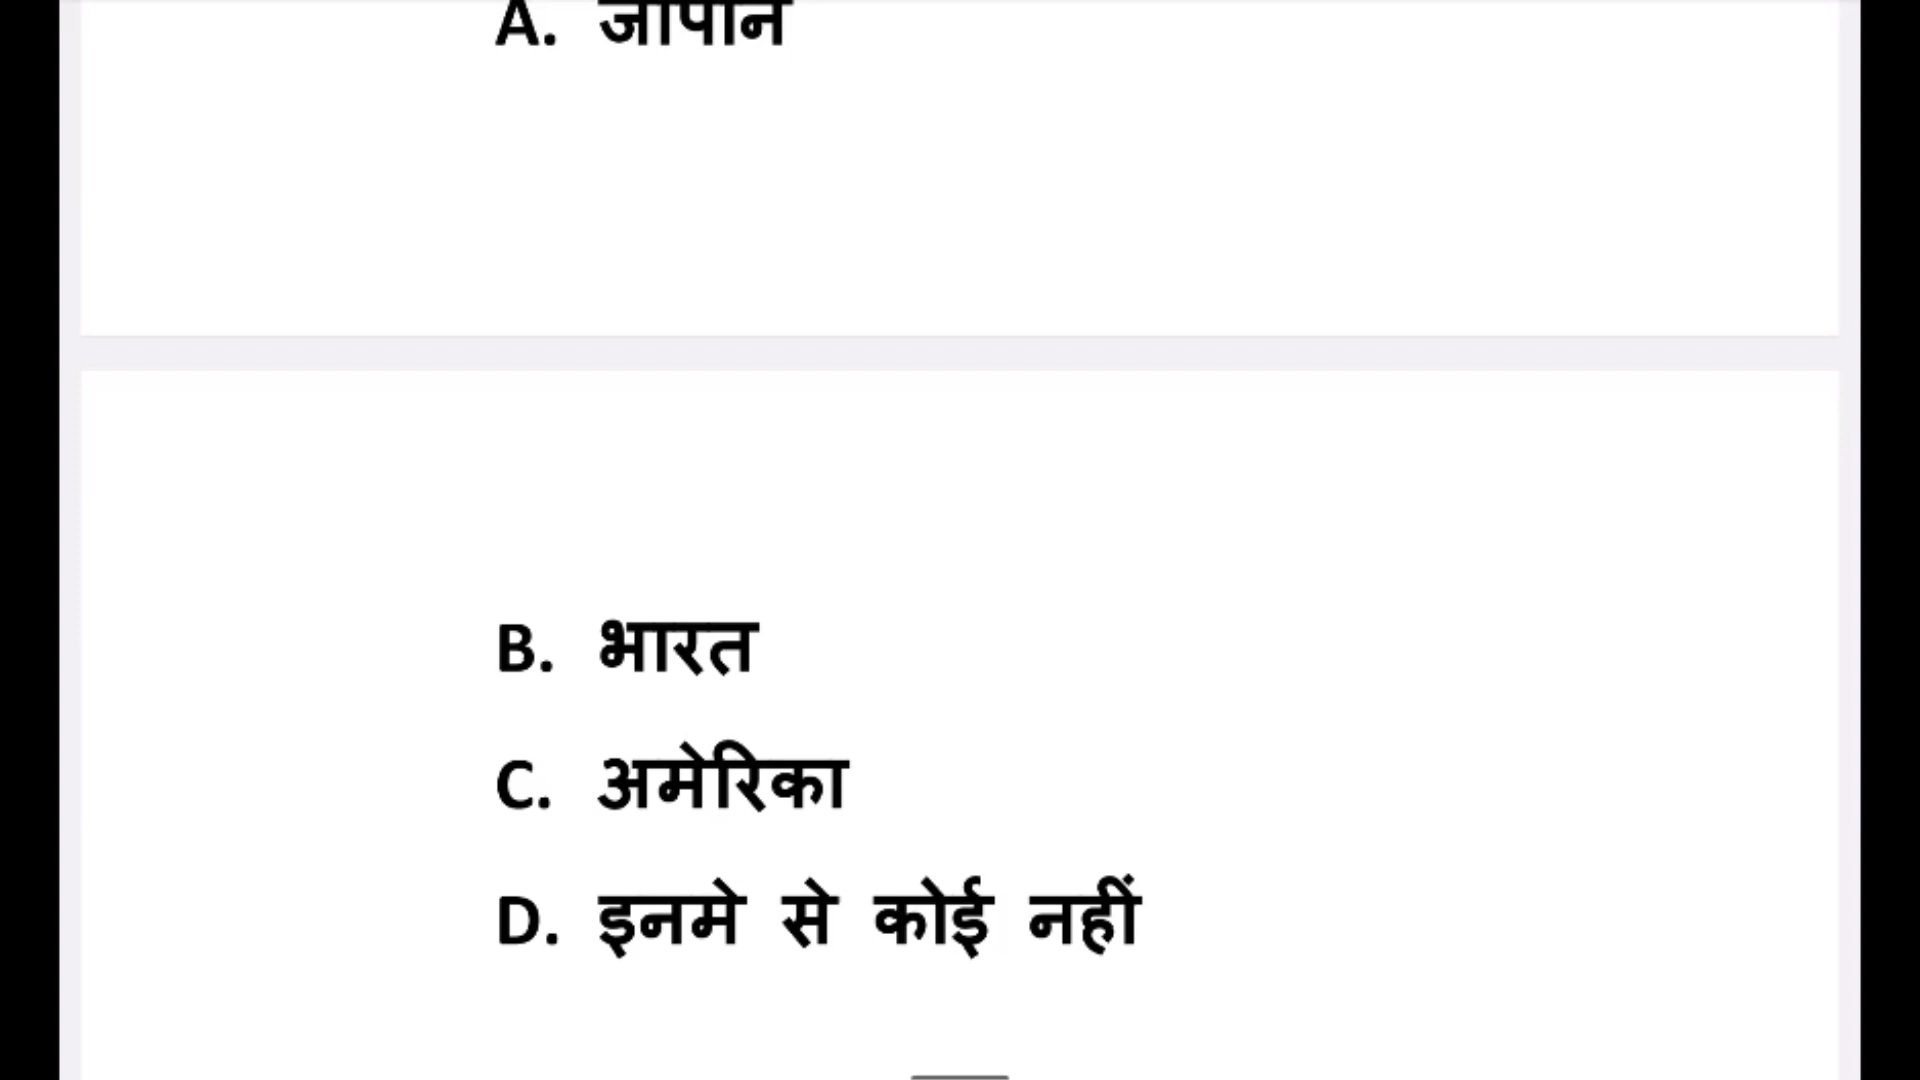 A. जापान
B. भारत
C. अमेरिका
D. इनमे से कोई नहीं